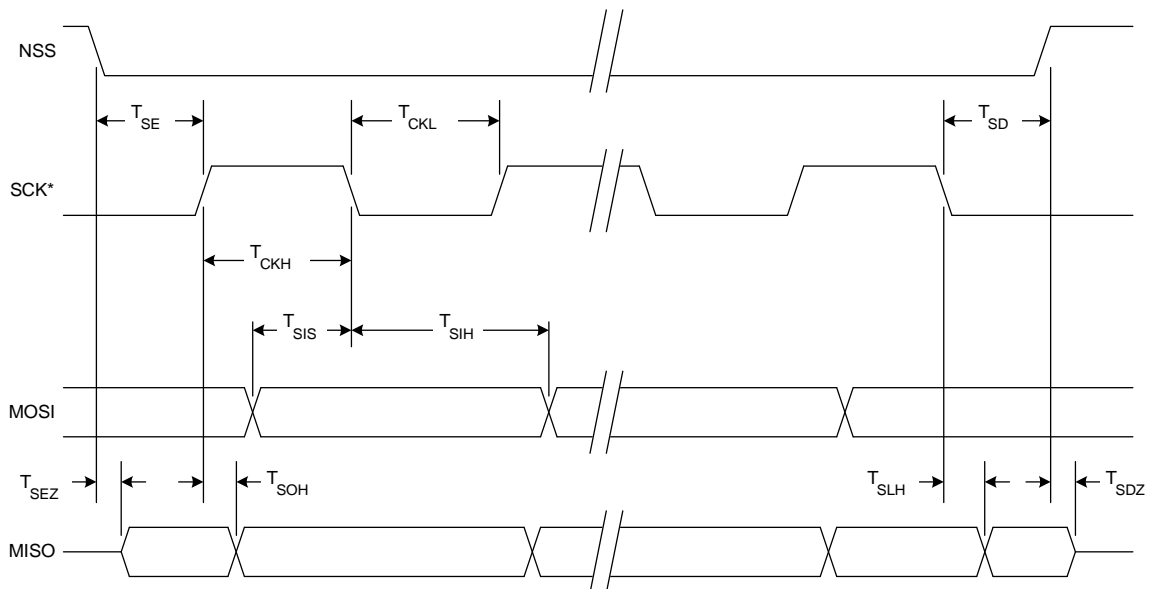 NSS
TSE
TCKL
TSD
SCK*
TCKH
TSIS
TSIH
MOSI
TSEZ
TSOH
TSLH
TSDZ
MISO